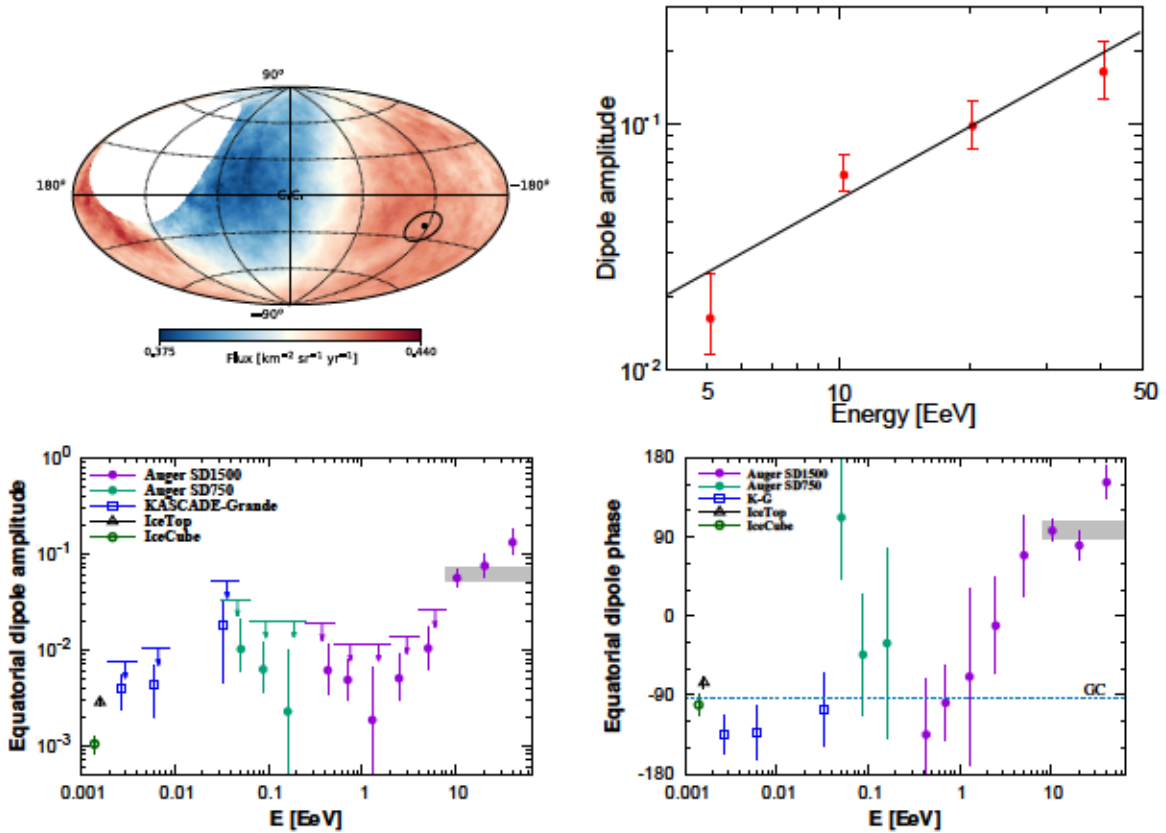 90°
180°
G.C.
−180°
−90°
0.375
0.440
Flux [km⁻² sr⁻¹ yr⁻¹]
Dipole amplitude
10⁻¹
10⁻²
5
10
50
Energy [EeV]
Equatorial dipole amplitude
10⁰
10⁻¹
10⁻²
10⁻³
Auger SD1500
Auger SD750
KASCADE-Grande
IceTop
IceCube
0.001
0.01
0.1
1
10
E [EeV]
Equatorial dipole phase
180
90
0
-90
-180
Auger SD1500
Auger SD750
K-G
IceTop
IceCube
GC
0.001
0.01
0.1
1
10
E [EeV]